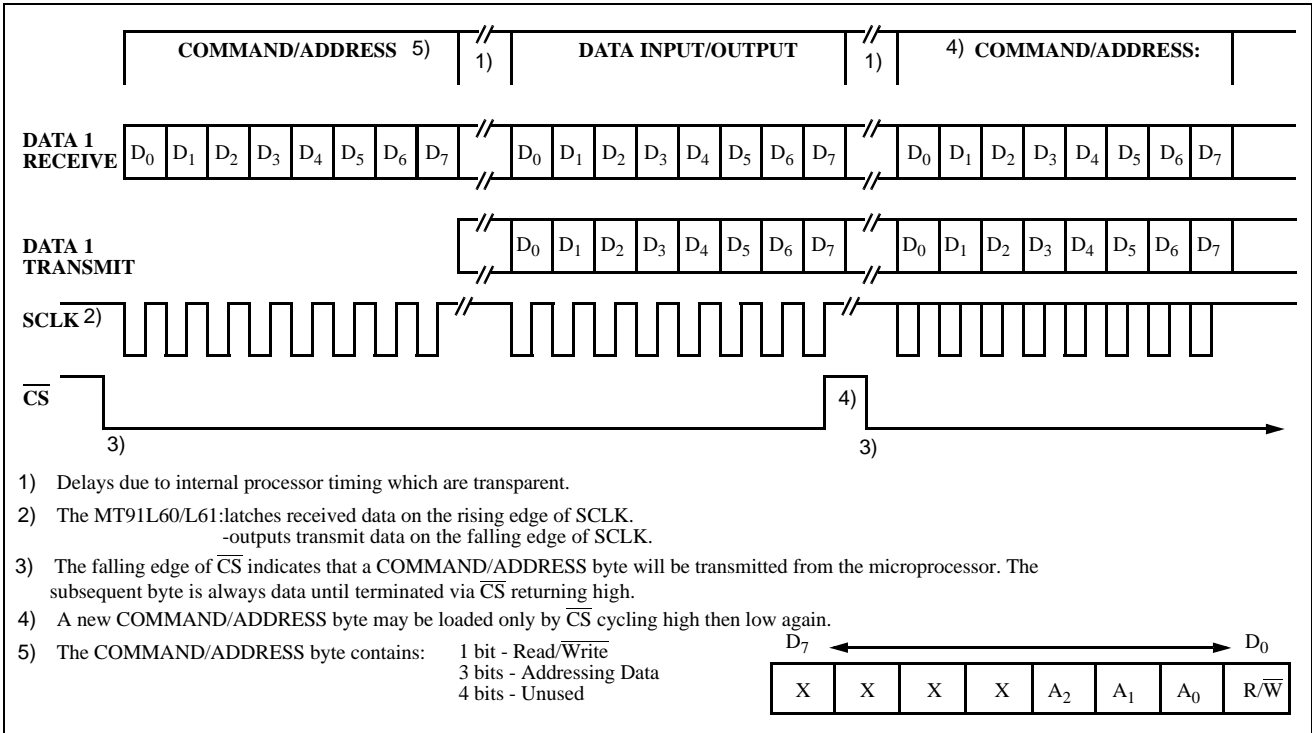 COMMAND/ADDRESS 5)
1)
DATA INPUT/OUTPUT
1)
4) COMMAND/ADDRESS:
DATA 1
RECEIVE
D0 D1 D2 D3 D4 D5 D6 D7
D0 D1 D2 D3 D4 D5 D6 D7
D0 D1 D2 D3 D4 D5 D6 D7
DATA 1
TRANSMIT
D0 D1 D2 D3 D4 D5 D6 D7
D0 D1 D2 D3 D4 D5 D6 D7
SCLK 2)
CS
3)
4)
3)
1) Delays due to internal processor timing which are transparent.
2) The MT91L60/L61:latches received data on the rising edge of SCLK.
-outputs transmit data on the falling edge of SCLK.
3) The falling edge of CS indicates that a COMMAND/ADDRESS byte will be transmitted from the microprocessor. The
subsequent byte is always data until terminated via CS returning high.
4) A new COMMAND/ADDRESS byte may be loaded only by CS cycling high then low again.
5) The COMMAND/ADDRESS byte contains: 1 bit - Read/Write
3 bits - Addressing Data
4 bits - Unused
D7 D0
X X X X A2 A1 A0 R/W